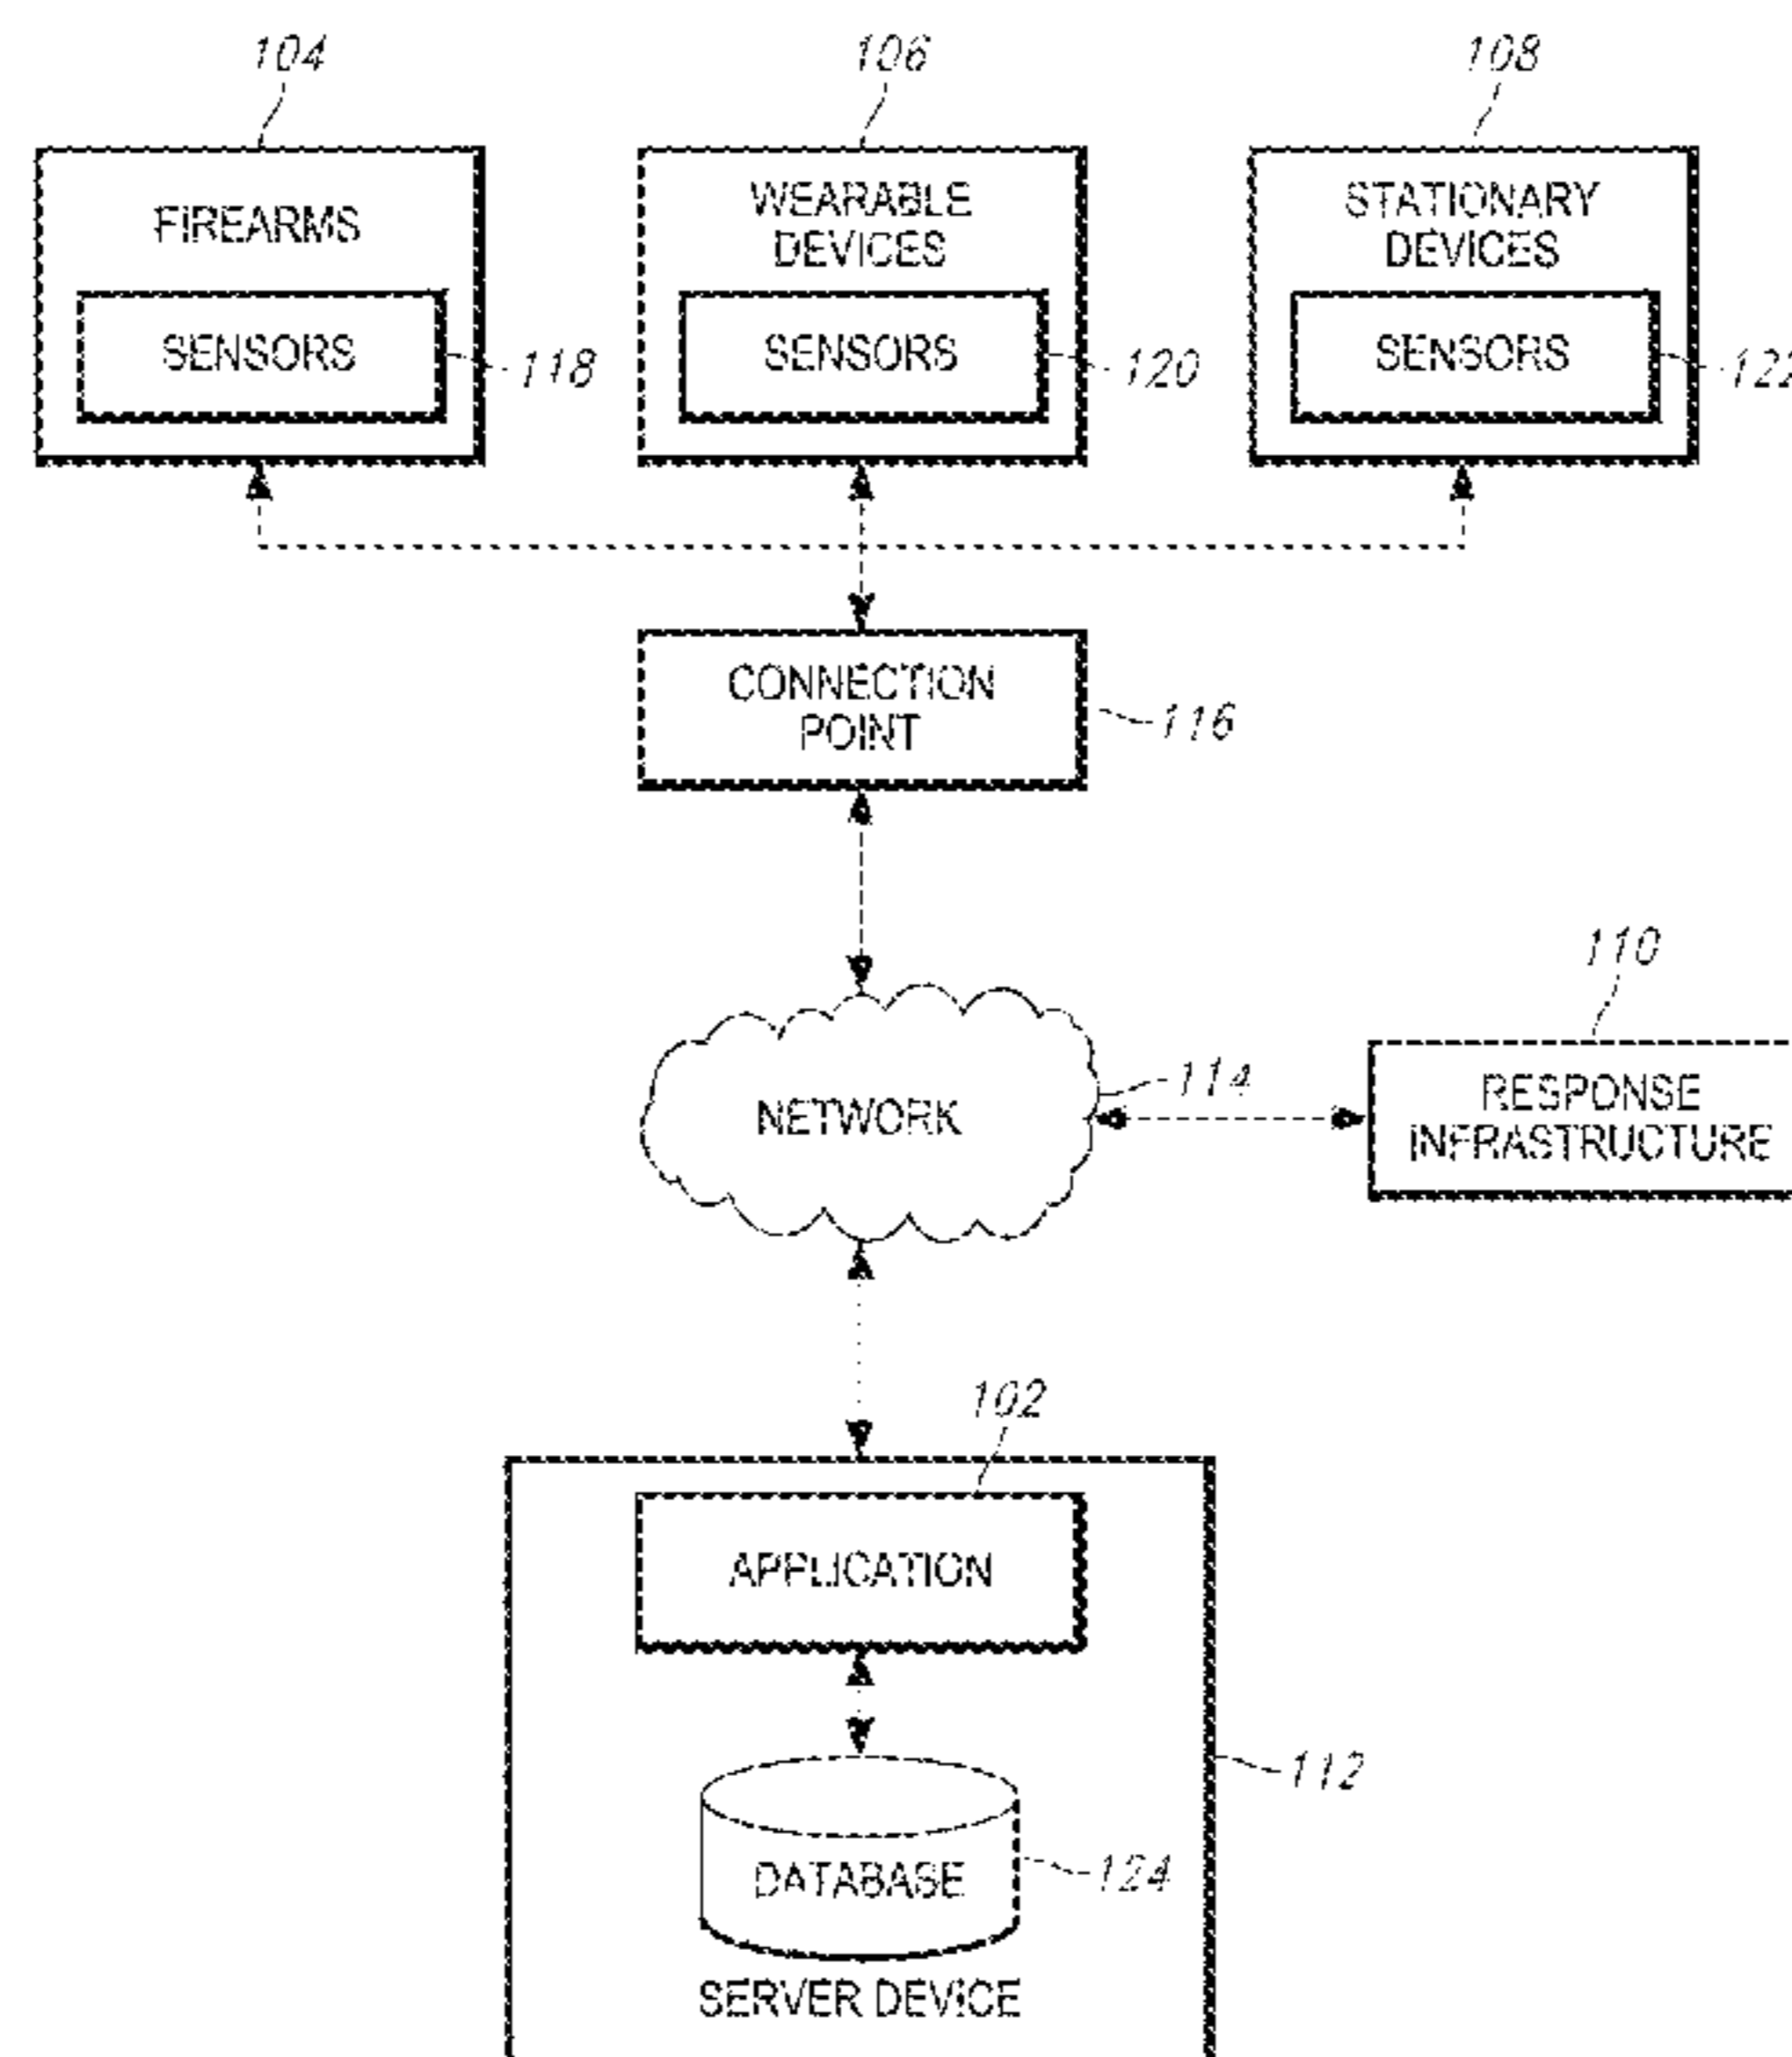 104
106
108
FIREARMS
WEARABLE
DEVICES
STATIONARY
DEVICES
SENSORS
118
SENSORS
120
SENSORS
122
CONNECTION
POINT
116
110
NETWORK
114
RESPONSE
INFRASTRUCTURE
102
APPLICATION
112
DATABASE
124
SERVER DEVICE